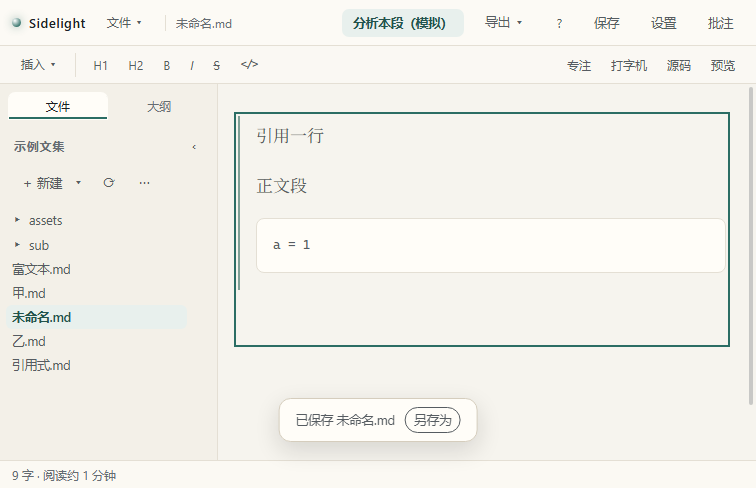 Sidelight 文件 未命名.md 分析本段（模拟） 导出 ? 保存 设置 批注
插入 H1 H2 B I S </> 专注 打字机 源码 预览
文件 大纲
示例文集
+ 新建 ...
assets
sub
富文本.md
甲.md
未命名.md
乙.md
引用式.md
引用一行
正文段
a = 1
已保存 未命名.md 另存为
9 字 · 阅读约 1 分钟